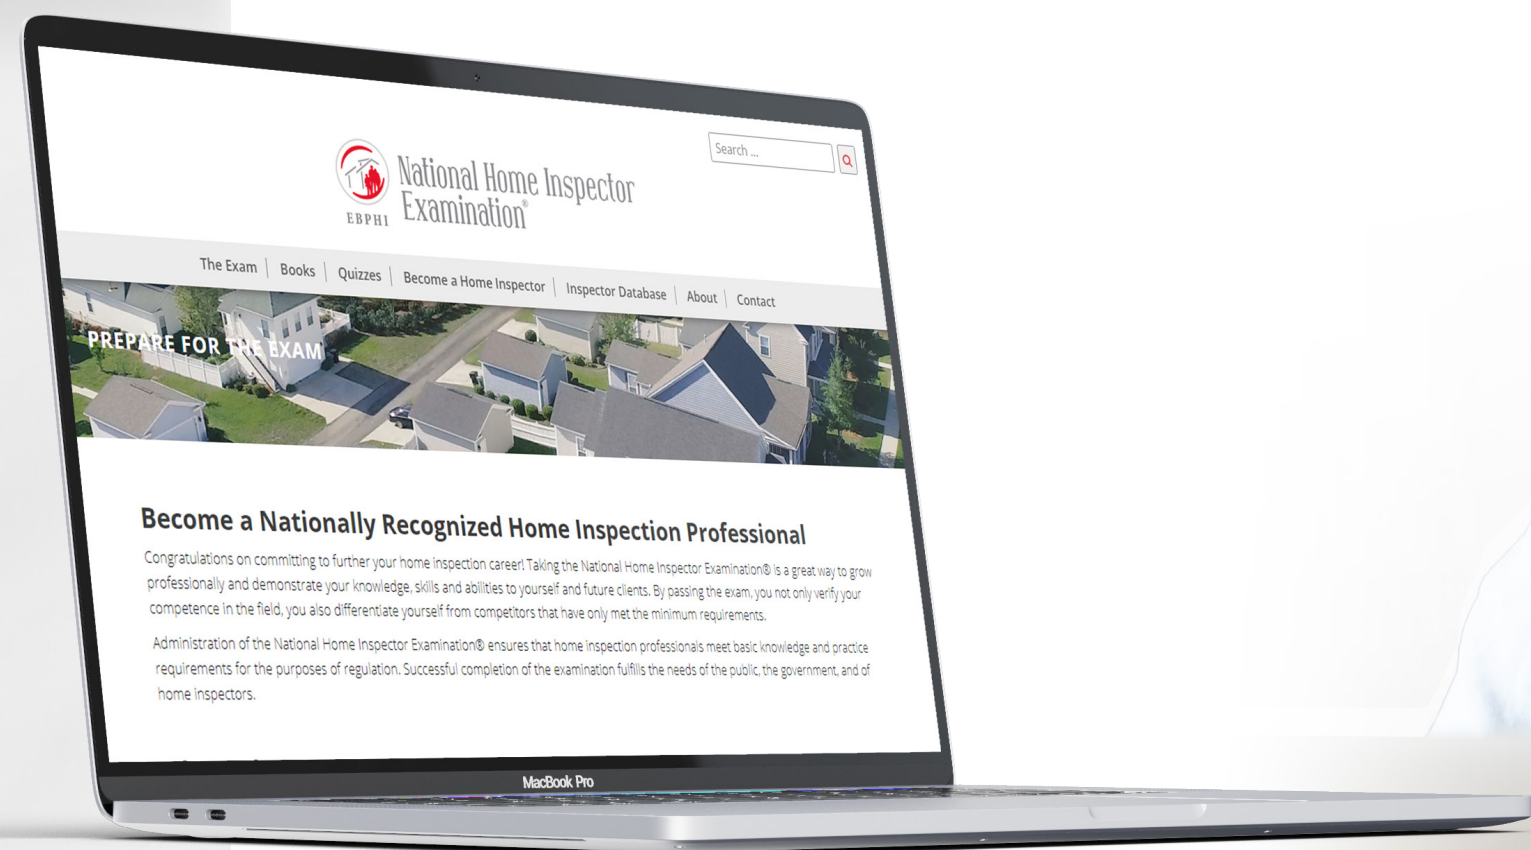 Search ...
EBPHI
National Home Inspector
Examination®
The Exam | Books | Quizzes | Become a Home Inspector | Inspector Database | About | Contact
PREPARE FOR THE EXAM
Become a Nationally Recognized Home Inspection Professional
Congratulations on committing to further your home inspection career! Taking the National Home Inspector Examination® is a great way to grow
professionally and demonstrate your knowledge, skills and abilities to yourself and future clients. By passing the exam, you not only verify your
competence in the field, you also differentiate yourself from competitors that have only met the minimum requirements.
Administration of the National Home Inspector Examination® ensures that home inspection professionals meet basic knowledge and practice
requirements for the purposes of regulation. Successful completion of the examination fulfills the needs of the public, the government, and of
home inspectors.
MacBook Pro